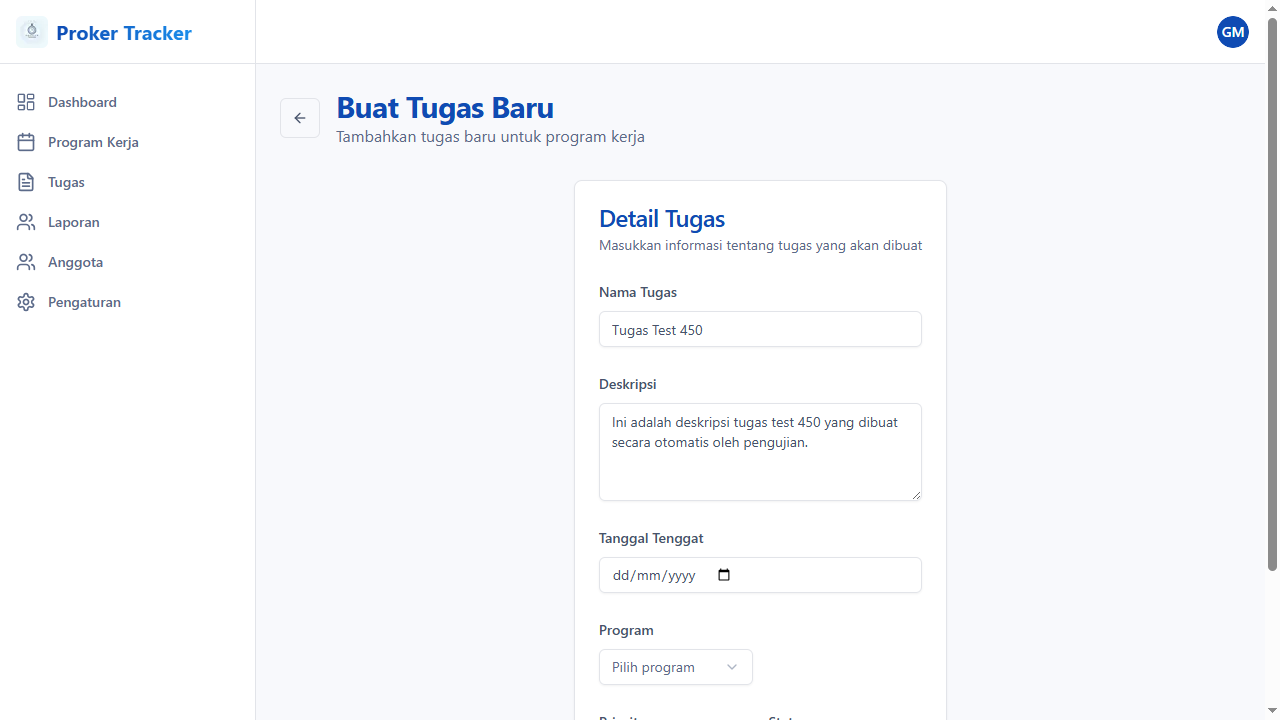 Proker Tracker
GM
Dashboard
Program Kerja
Tugas
Laporan
Anggota
Pengaturan
Buat Tugas Baru
Tambahkan tugas baru untuk program kerja
Detail Tugas
Masukkan informasi tentang tugas yang akan dibuat
Nama Tugas
Tugas Test 450
Deskripsi
Ini adalah deskripsi tugas test 450 yang dibuat
secara otomatis oleh pengujian.
Tanggal Tenggat
dd/mm/yyyy
Program
Pilih program